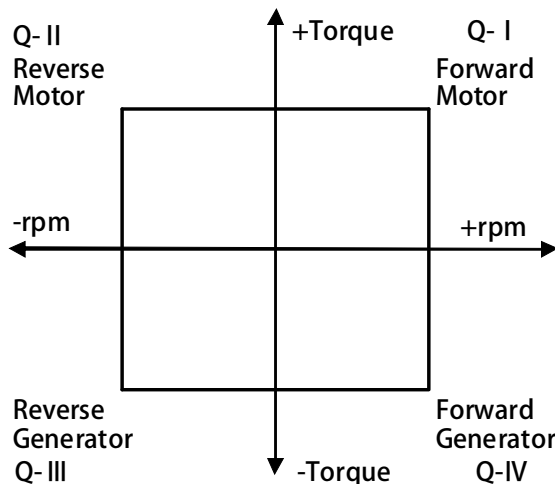 Q- II
Reverse
Motor
+Torque
Q- I
Forward
Motor
-rpm
+rpm
Reverse
Generator
Q- III
-Torque
Forward
Generator
Q-IV